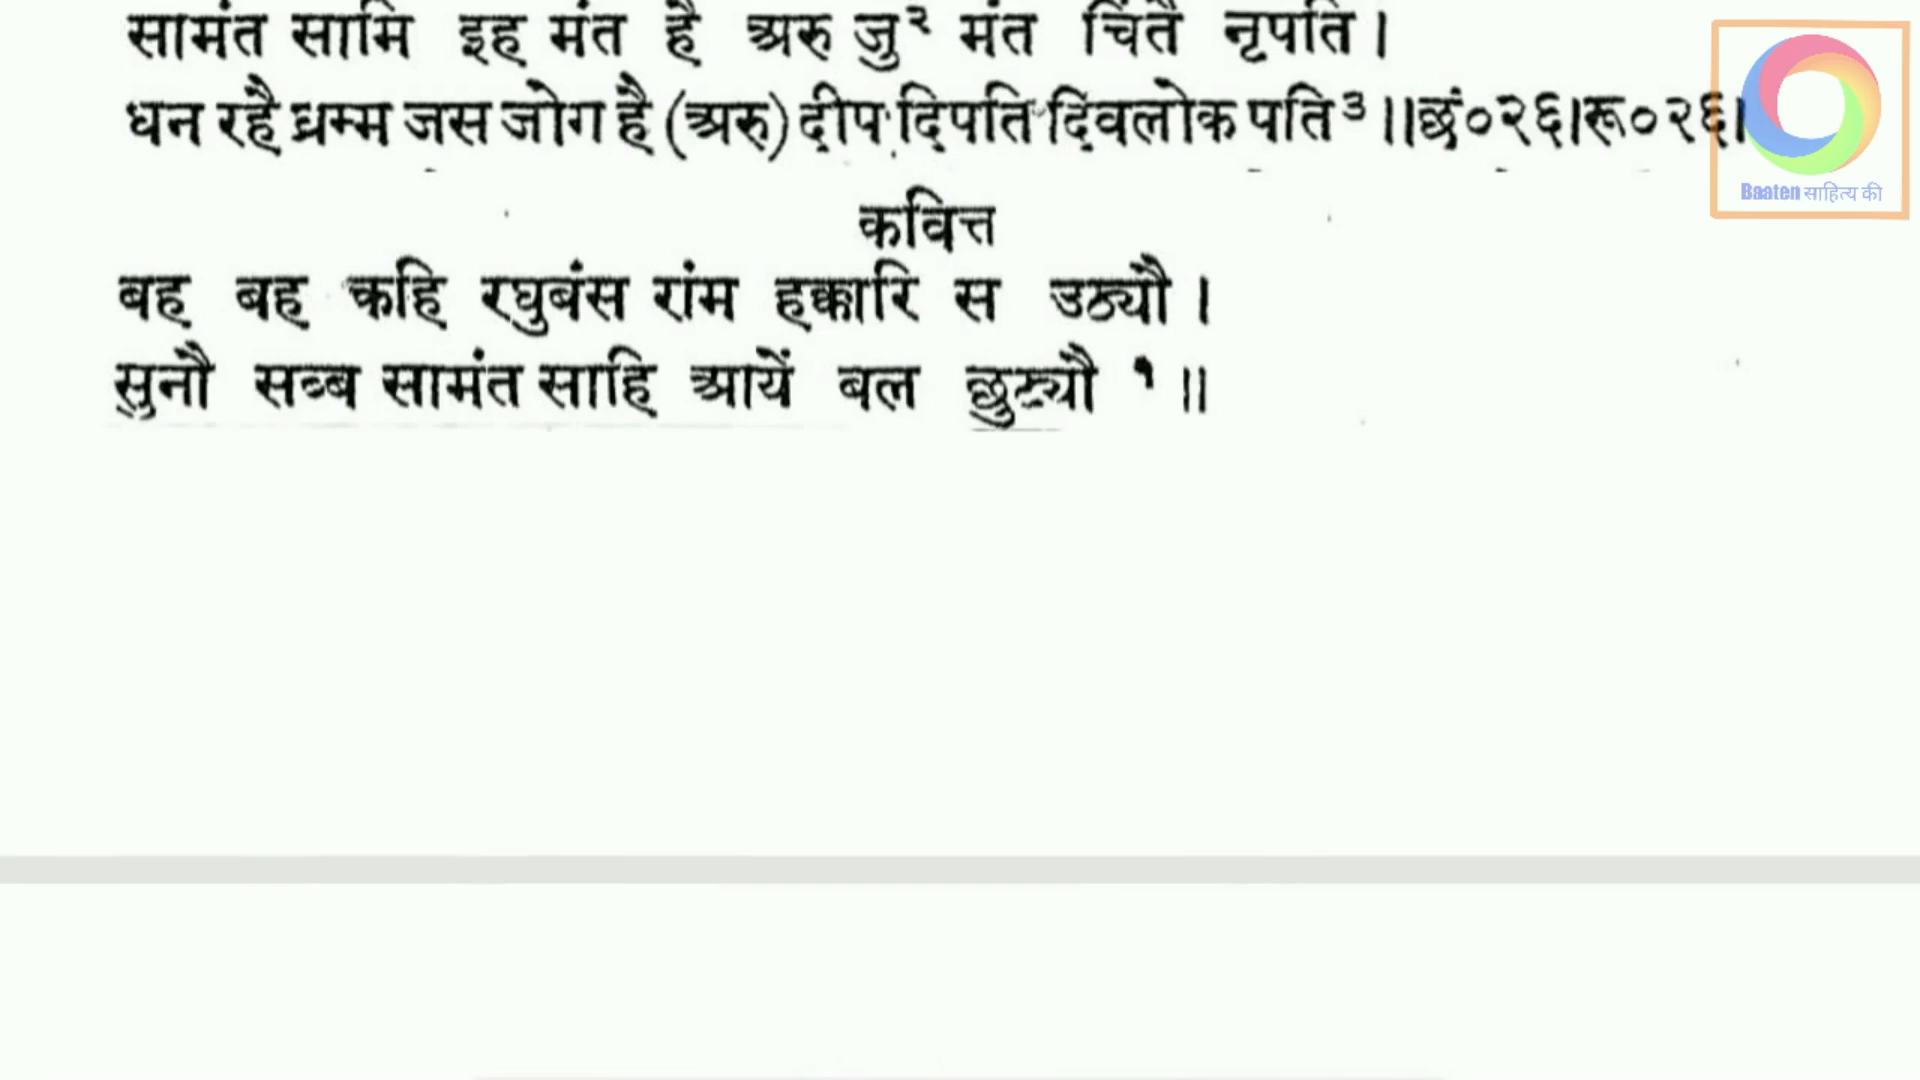 सामंत सामि इह मंत है अरु जु² मंत चिंतै नृपति।
धन रहै ध्रम्म जस जोग है (अरु) दीप दिपति दिवलोक पति³।।छं०२६।रू०२६।
Baaten साहित्य की
कवित्त
बह बह कहि रघुबंस रांम हक्कारि स उठ्यौ।
सुनौ सब्ब सामंत साहि आयें बल छुट्यौ १॥